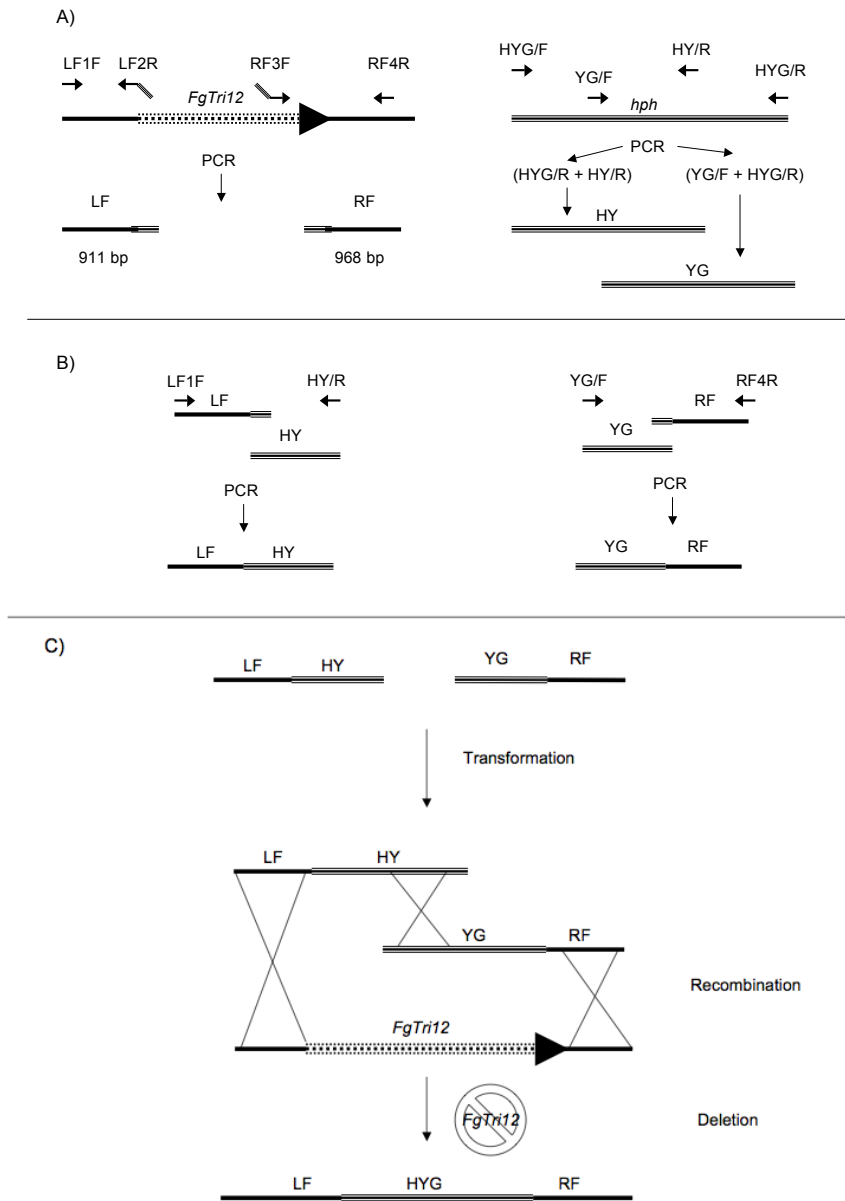 A)
LF1F LF2R RF3F RF4R
FgTri12
HYG/F HY/R
YG/F HYG/R
hph
PCR
PCR
(HYG/R + HY/R) (YG/F + HYG/R)
LF RF
HY
911 bp 968 bp
YG
B)
LF1F LF HY/R
HY
YG/F RF RF4R
YG
PCR PCR
LF HY
YG RF
C)
LF HY YG RF
Transformation
LF HY
YG RF
Recombination
FgTri12
FgTri12
Deletion
LF HYG RF